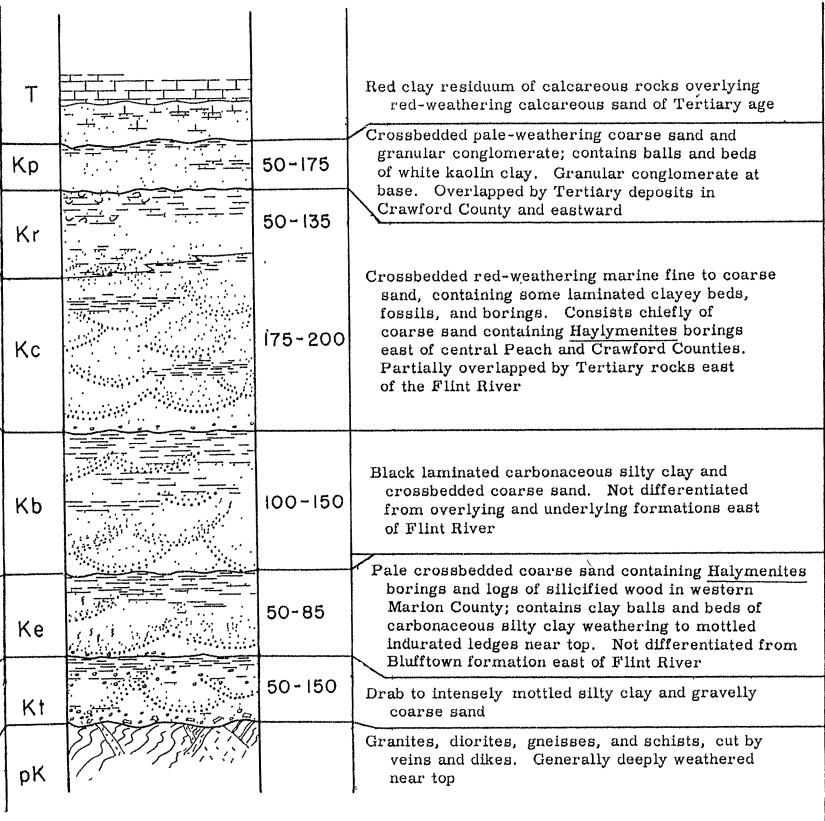 T
Red clay residuum of calcareous rocks overlying
red-weathering calcareous sand of Tertiary age
Kp
50-175
Crossbedded pale-weathering coarse sand and
granular conglomerate; contains balls and beds
of white kaolin clay. Granular conglomerate at
base. Overlapped by Tertiary deposits in
Crawford County and eastward
Kr
50-135
Kc
175-200
Crossbedded red-weathering marine fine to coarse
sand, containing some laminated clayey beds,
fossils, and borings. Consists chiefly of
coarse sand containing Haylymenites borings
east of central Peach and Crawford Counties.
Partially overlapped by Tertiary rocks east
of the Flint River
Kb
100-150
Black laminated carbonaceous silty clay and
crossbedded coarse sand. Not differentiated
from overlying and underlying formations east
of Flint River
Ke
50-85
Pale crossbedded coarse sand containing Halymenites
borings and logs of silicified wood in western
Marion County; contains clay balls and beds of
carbonaceous silty clay weathering to mottled
indurated ledges near top. Not differentiated from
Blufftown formation east of Flint River
Kt
50-150
Drab to intensely mottled silty clay and gravelly
coarse sand
pK
Granites, diorites, gneisses, and schists, cut by
veins and dikes. Generally deeply weathered
near top